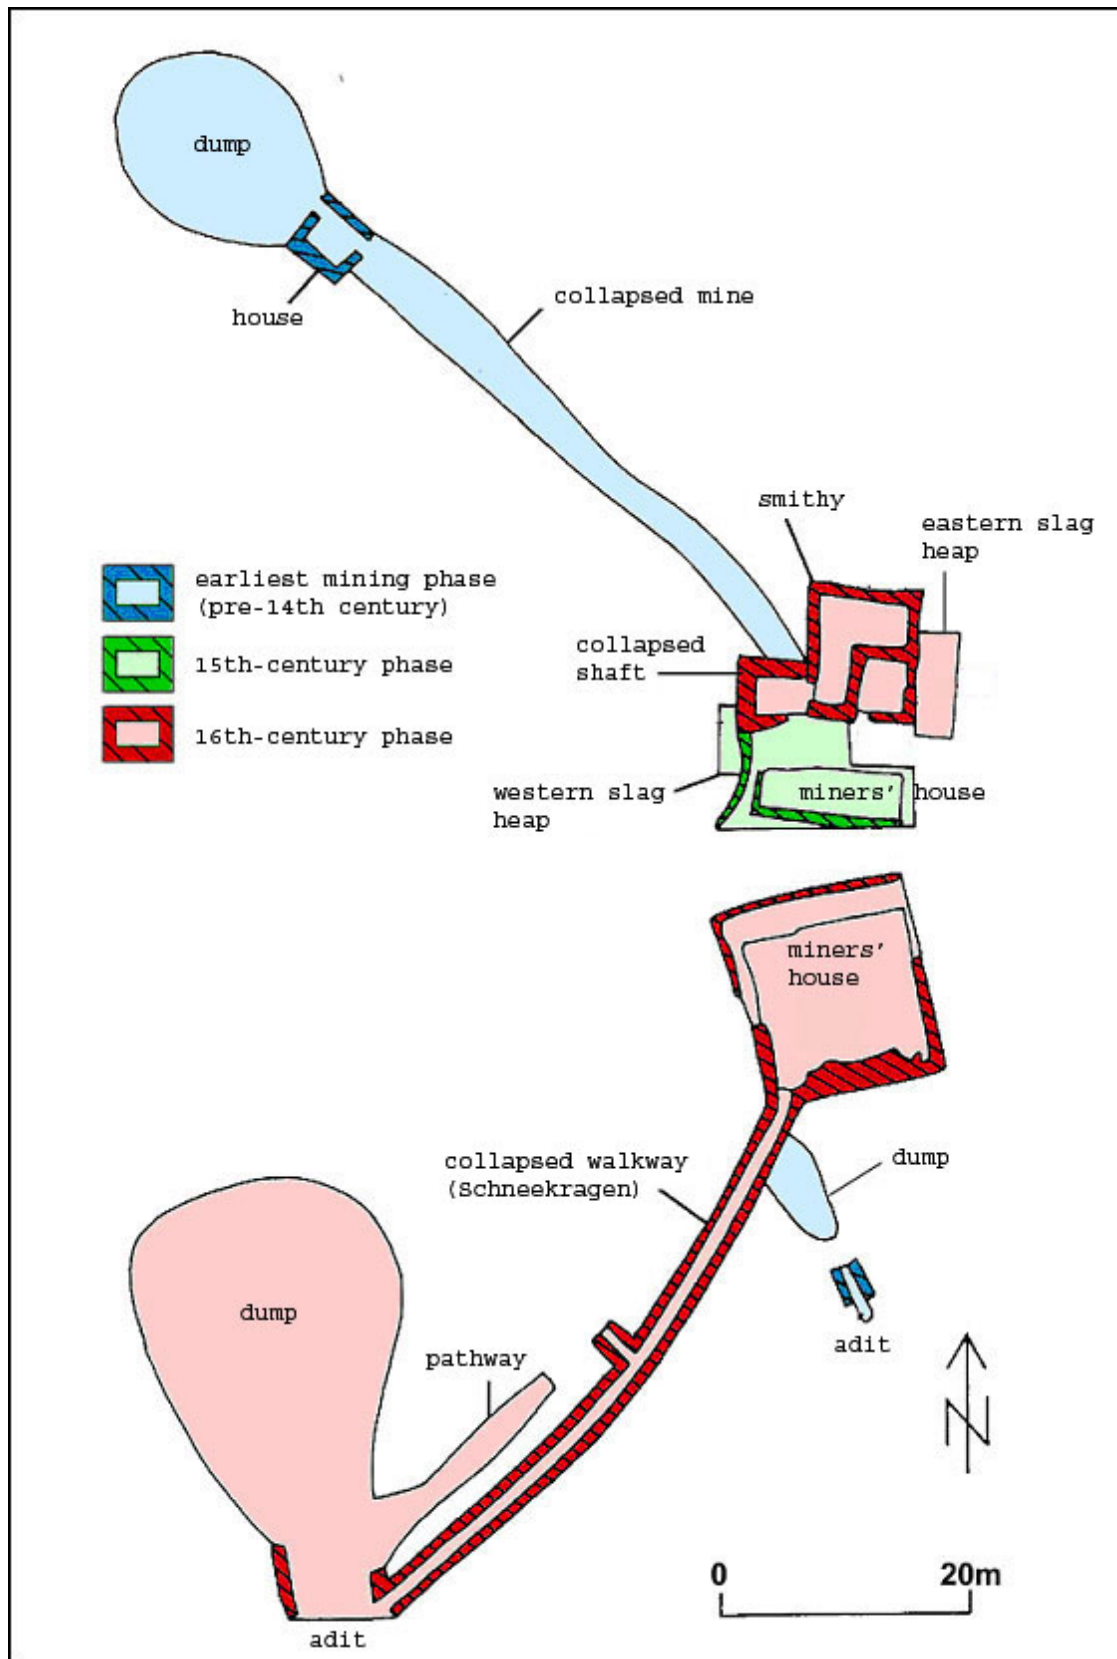 dump
house
collapsed mine
smithy
eastern slag
heap
earliest mining phase
(pre-14th century)
15th-century phase
16th-century phase
collapsed
shaft
western slag
heap
miners’ house
miners’
house
collapsed walkway
(Schneekragen)
dump
dump
adit
pathway
N
0 20m
adit